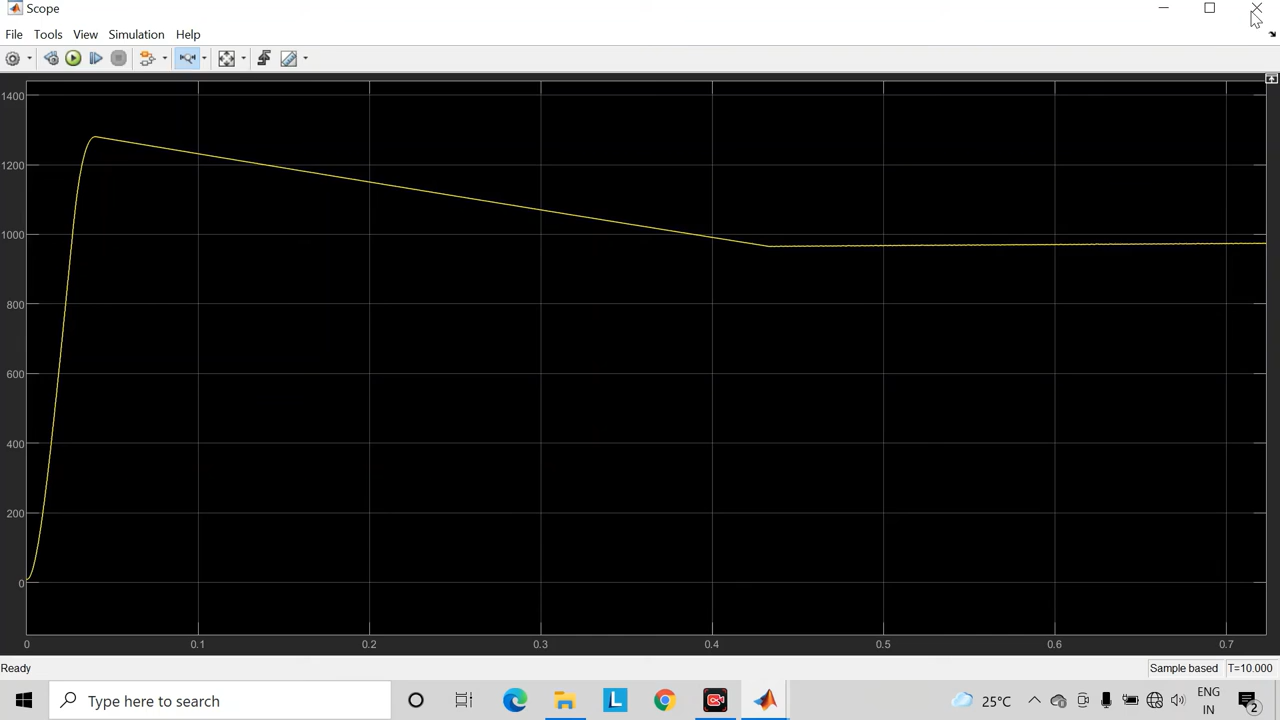 Scope
File Tools View Simulation Help
1400
1200
1000
800
600
400
200
0
0 0.1 0.2 0.3 0.4 0.5 0.6 0.7
Ready Sample based T=10.000
Type here to search L 25°C ENG IN 2